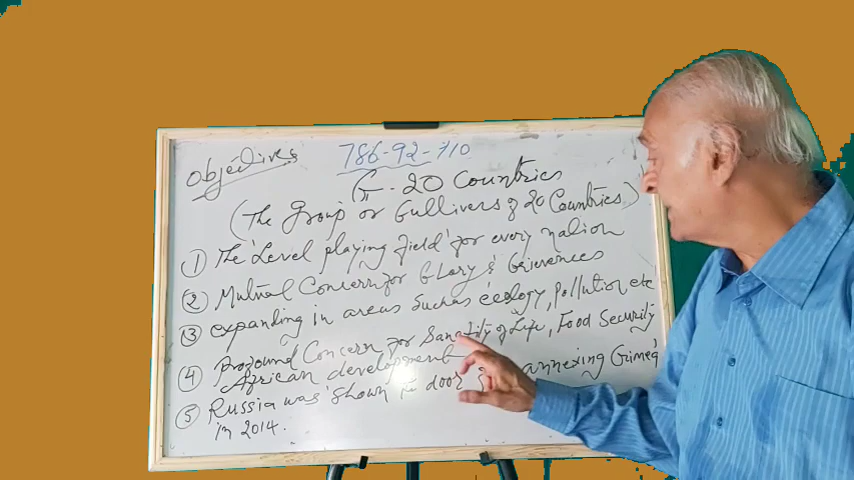 Objectives
786-92-110
G-20 Countries
(The Group or Gullivers of 20 Countries)
① The 'Level playing field' for every nation
② Mutual Concern for Glory & Grievences
③ expanding in areas such as ecology, Pollution etc
④ Profound Concern for Sanatity of Life, Food Security
African development
⑤ Russia was 'shown the door' annexing Crimea
in 2014.